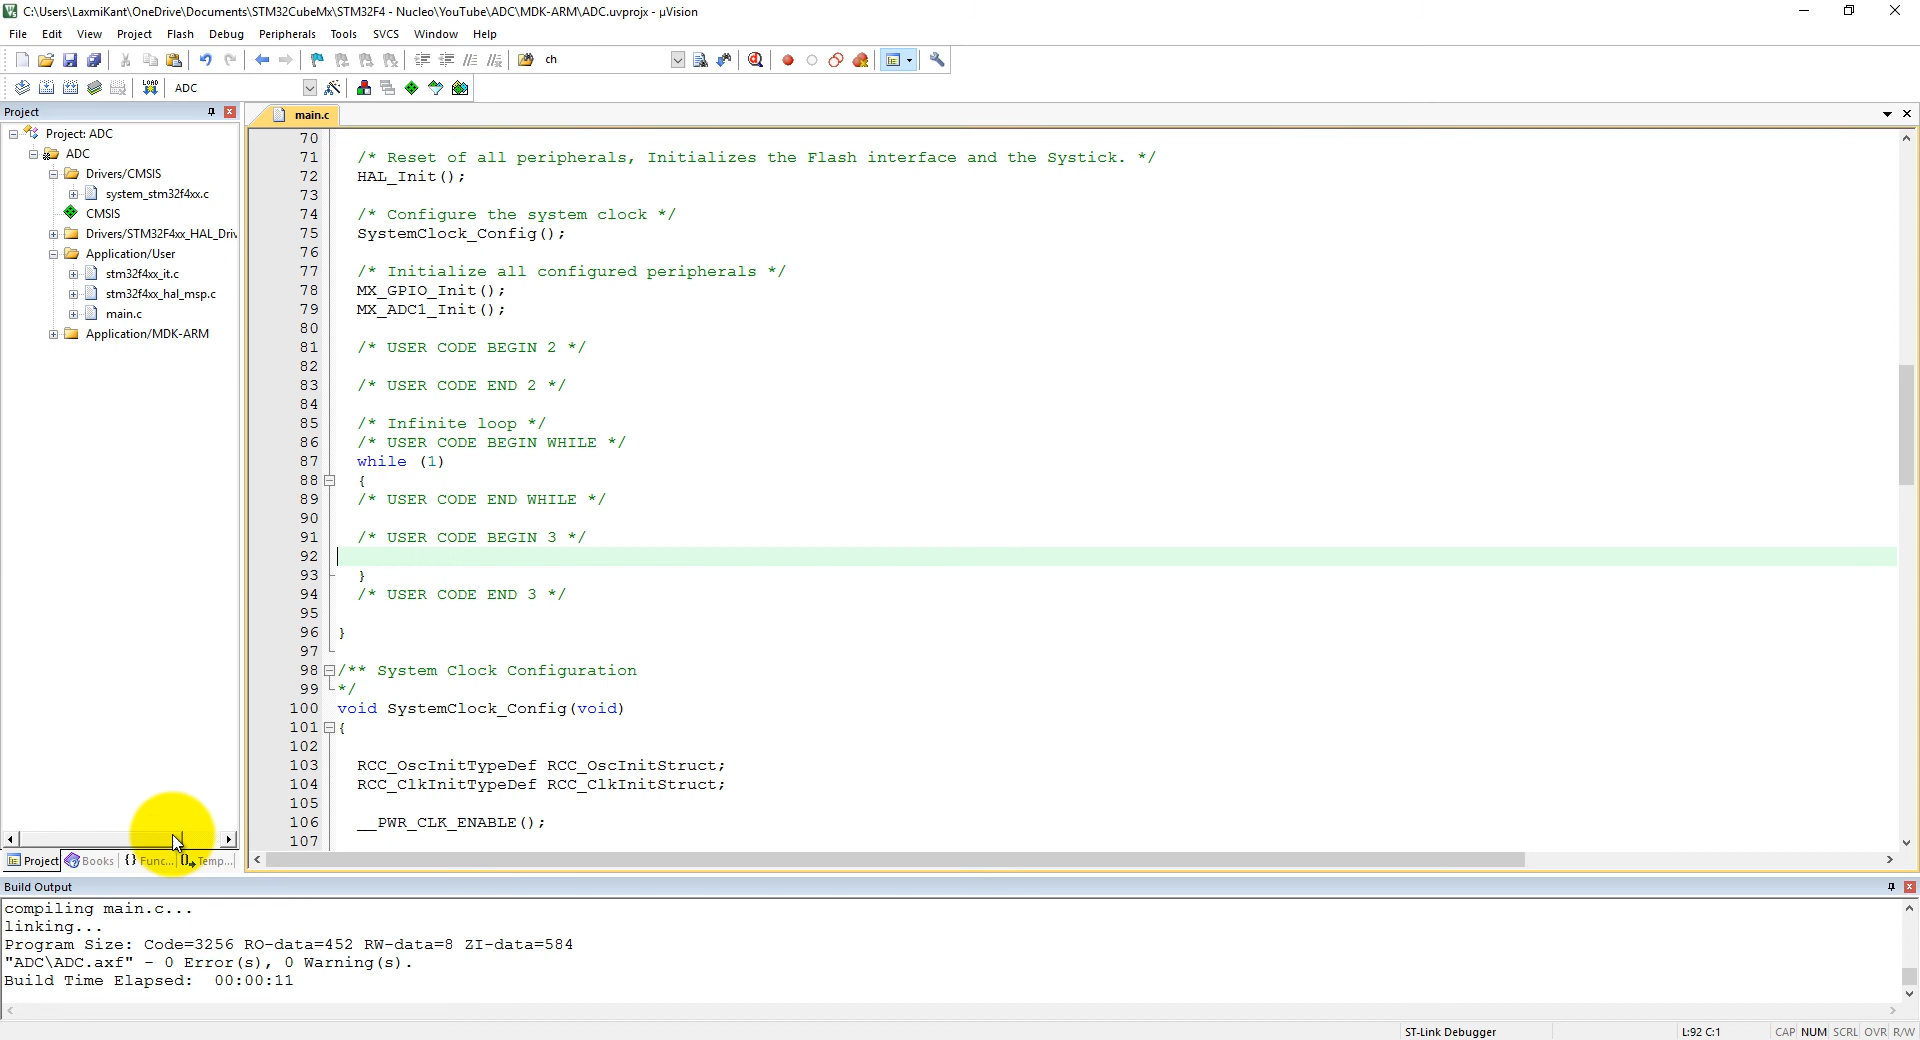 C:\Users\LaxmiKant\OneDrive\Documents\STM32CubeMx\STM32F4 - Nucleo\YouTube\ADC\MDK-ARM\ADC.uvprojx - µVision
File Edit View Project Flash Debug Peripherals Tools SVCS Window Help
ch
LOAD ADC
Project
main.c
Project: ADC
ADC
Drivers/CMSIS
system_stm32f4xx.c
CMSIS
Drivers/STM32F4xx_HAL_Driv
Application/User
stm32f4xx_it.c
stm32f4xx_hal_msp.c
main.c
Application/MDK-ARM
70
71 /* Reset of all peripherals, Initializes the Flash interface and the Systick. */
72 HAL_Init();
73
74 /* Configure the system clock */
75 SystemClock_Config();
76
77 /* Initialize all configured peripherals */
78 MX_GPIO_Init();
79 MX_ADC1_Init();
80
81 /* USER CODE BEGIN 2 */
82
83 /* USER CODE END 2 */
84
85 /* Infinite loop */
86 /* USER CODE BEGIN WHILE */
87 while (1)
88 {
89 /* USER CODE END WHILE */
90
91 /* USER CODE BEGIN 3 */
92
93 }
94 /* USER CODE END 3 */
95
96 }
97
98 /** System Clock Configuration
99 */
100 void SystemClock_Config(void)
101 {
102
103 RCC_OscInitTypeDef RCC_OscInitStruct;
104 RCC_ClkInitTypeDef RCC_ClkInitStruct;
105
106 __PWR_CLK_ENABLE();
107
Project Books {} Func... Temp...
Build Output
compiling main.c...
linking...
Program Size: Code=3256 RO-data=452 RW-data=8 ZI-data=584
"ADC\ADC.axf" - 0 Error(s), 0 Warning(s).
Build Time Elapsed: 00:00:11
ST-Link Debugger L:92 C:1 CAP NUM SCRL OVR R/W